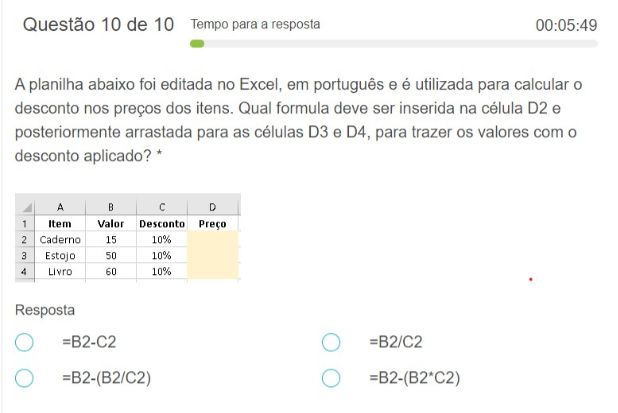 Questão 10 de 10 Tempo para a resposta 00:05:49
A planilha abaixo foi editada no Excel, em português e é utilizada para calcular o
desconto nos preços dos itens. Qual formula deve ser inserida na célula D2 e
posteriormente arrastada para as células D3 e D4, para trazer os valores com o
desconto aplicado? *
A B C D
1 Item Valor Desconto Preço
2 Caderno 15 10%
3 Estojo 50 10%
4 Livro 60 10%
Resposta
=B2-C2 =B2/C2
=B2-(B2/C2) =B2-(B2*C2)